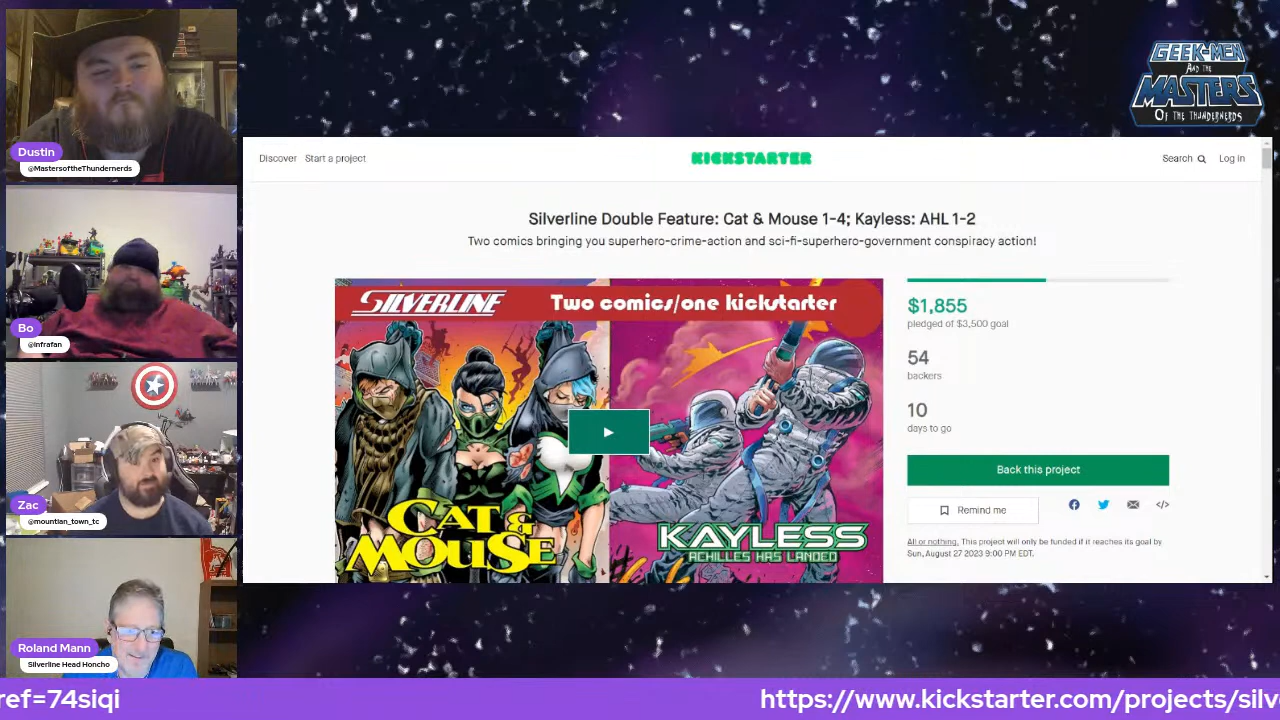 Dustin
@MastersoftheThundernerds
Bo
@infrafan
Zac
@mountian_town_tc
Roland Mann
Silverline Head Honcho
GEEK-MEN
AND THE
MASTERS
OF THE THUNDERNERDS
Discover Start a project
KICKSTARTER
Search Log in
Silverline Double Feature: Cat & Mouse 1-4; Kayless: AHL 1-2
Two comics bringing you superhero-crime-action and sci-fi-superhero-government conspiracy action!
SILVERLINE Two comics/one kickstarter
CAT &
MOUSE
KAYLESS
ACHILLES HAS LANDED
$1,855
pledged of $3,500 goal
54
backers
10
days to go
Back this project
Remind me
</>
All or nothing. This project will only be funded if it reaches its goal by
Sun, August 27 2023 9:00 PM EDT.
ref=74siqi https://www.kickstarter.com/projects/silv